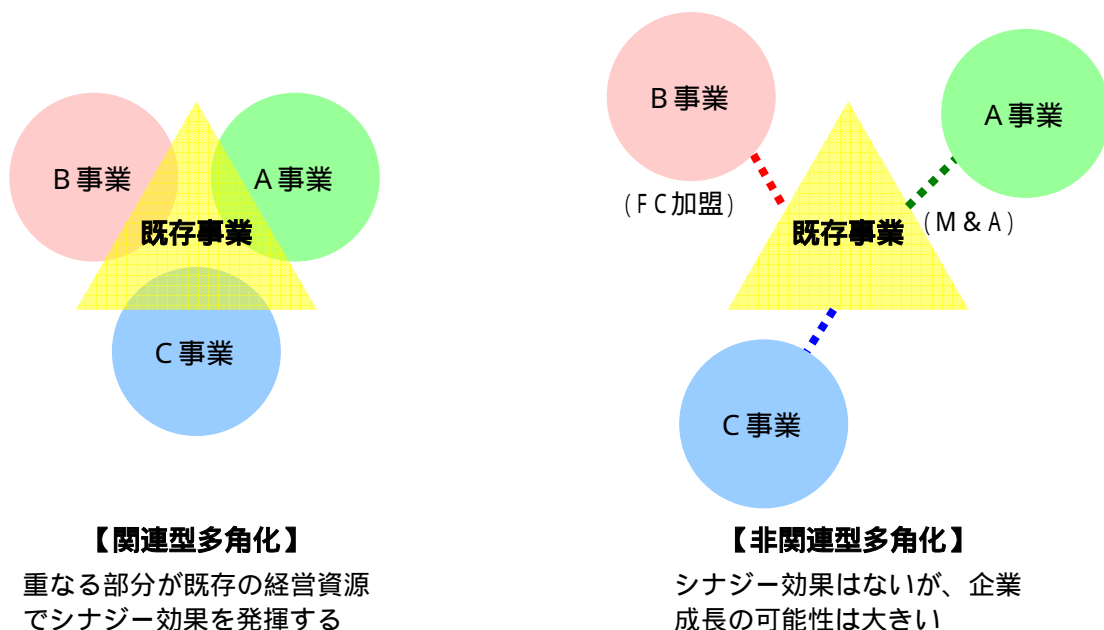 B事業
A事業
既存事業
C事業
【関連型多角化】
重なる部分が既存の経営資源
でシナジー効果を発揮する
B事業
A事業
(FC加盟)
(M&A)
既存事業
C事業
【非関連型多角化】
シナジー効果はないが、企業
成長の可能性は大きい